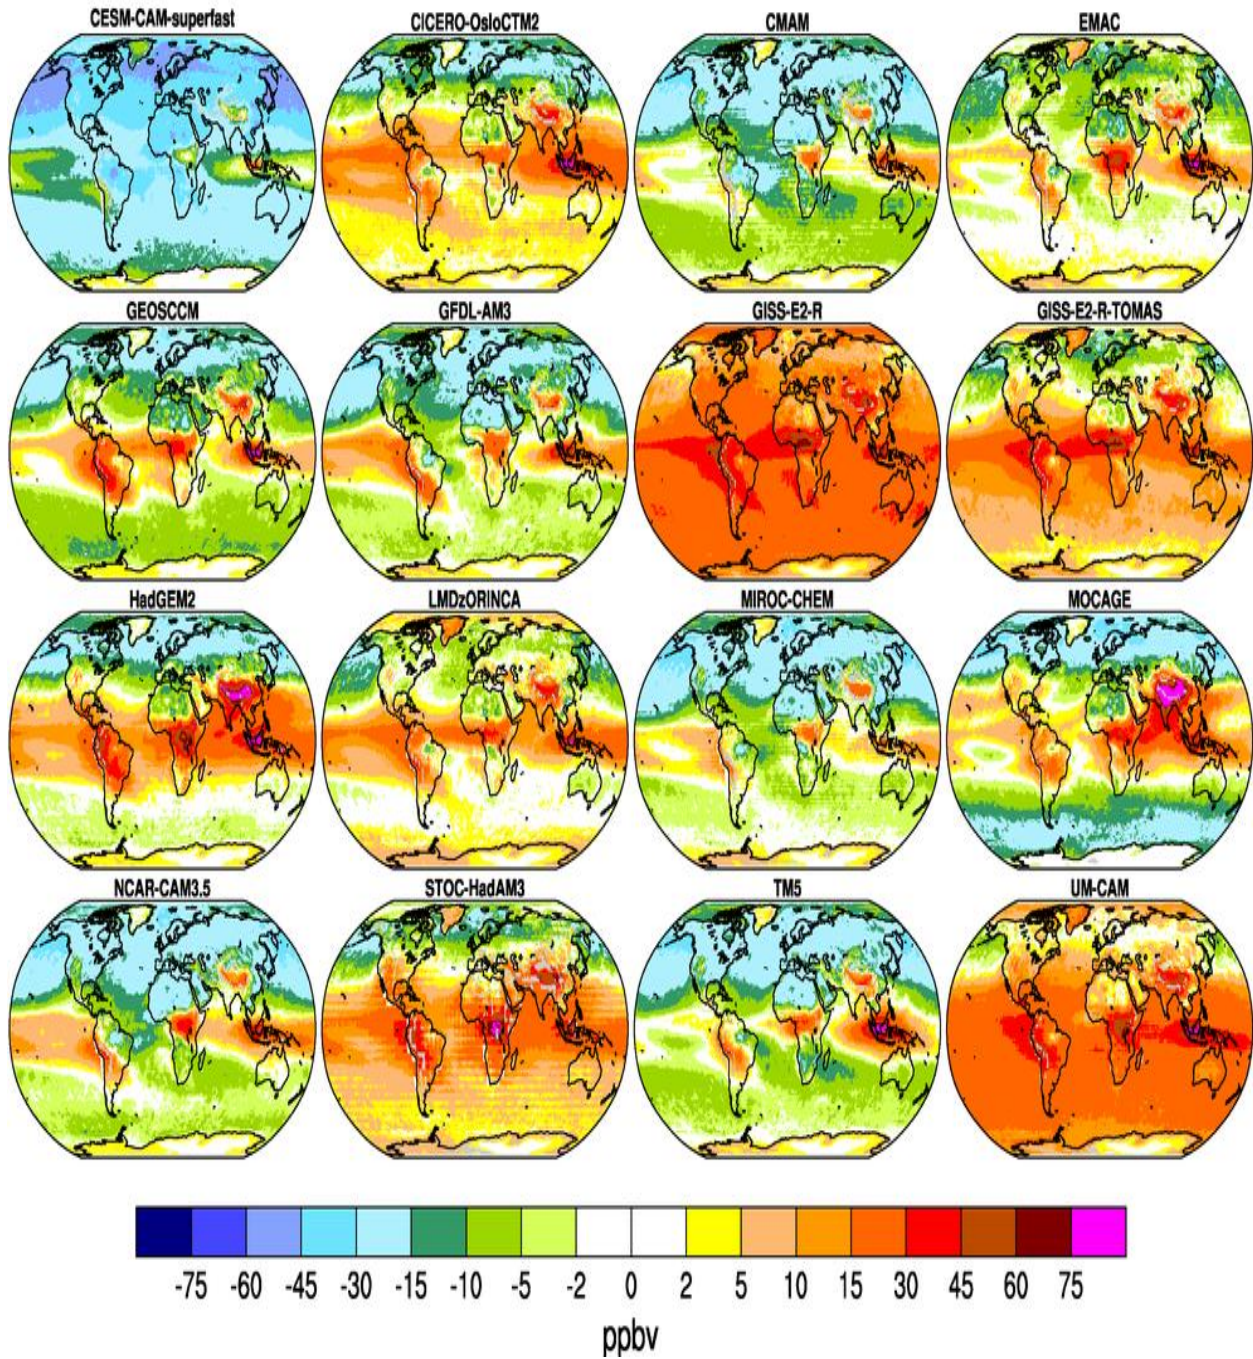 CESM-CAM-superfast CICERO-OsloCTM2 CMAM EMAC
GEOSCCM GFDL-AM3 GISS-E2-R GISS-E2-R-TOMAS
HadGEM2 LMDzORINCA MIROC-CHEM MOCAGE
NCAR-CAM3.5 STOC-HadAM3 TM5 UM-CAM
-75 -60 -45 -30 -15 -10 -5 -2 0 2 5 10 15 30 45 60 75
ppbv